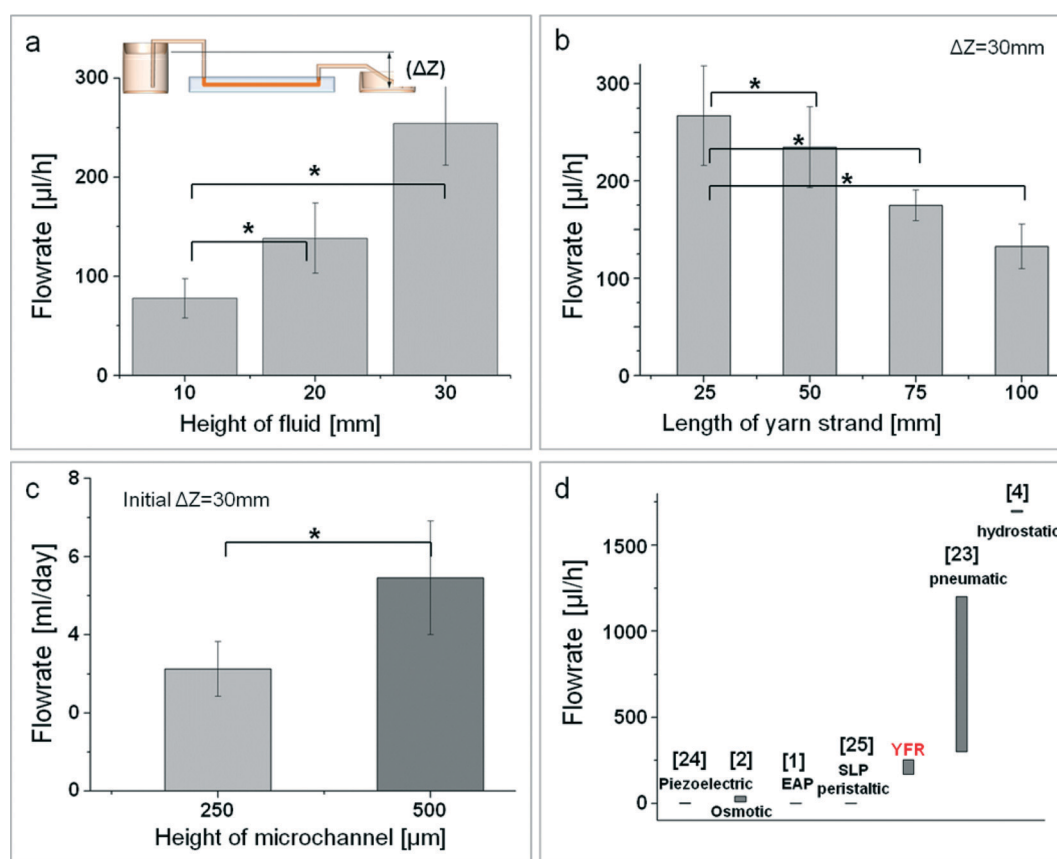 a
(ΔZ)
Flowrate [µl/h]
300
200
100
0
*
*
10 20 30
Height of fluid [mm]
b
ΔZ=30mm
Flowrate [µl/h]
300
250
200
150
100
0
*
*
*
25 50 75 100
Length of yarn strand [mm]
c
Initial ΔZ=30mm
Flowrate [ml/day]
8
6
4
0
0
*
250 500
Height of microchannel [µm]
d
Flowrate [µl/h]
1500
1000
500
0
[4]
hydrostatic
[23]
pneumatic
YFR
[24] [2] [1] [25]
Piezoelectric Osmotic EAP SLP
peristaltic